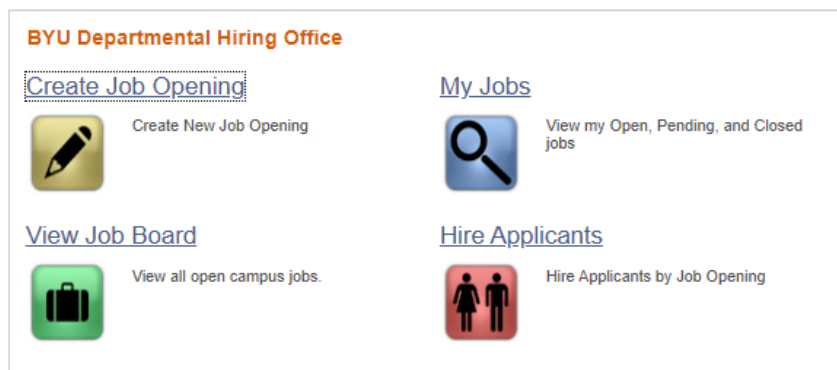 BYU Departmental Hiring Office
Create Job Opening
Create New Job Opening
My Jobs
View my Open, Pending, and Closed
jobs
View Job Board
View all open campus jobs.
Hire Applicants
Hire Applicants by Job Opening